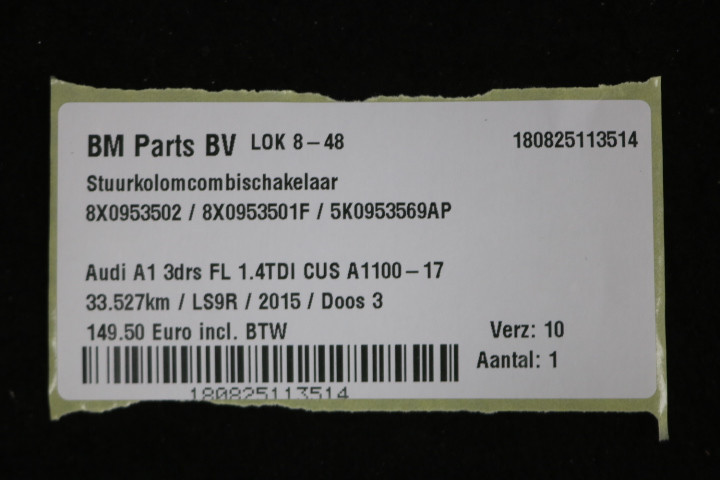 BM Parts BV LOK 8-48 180825113514
Stuurkolomcombischakelaar
8X0953502 / 8X0953501F / 5K0953569AP
Audi A1 3drs FL 1.4TDI CUS A1100-17
33.527km / LS9R / 2015 / Doos 3
149.50 Euro incl. BTW Verz: 10
Aantal: 1
180825113514